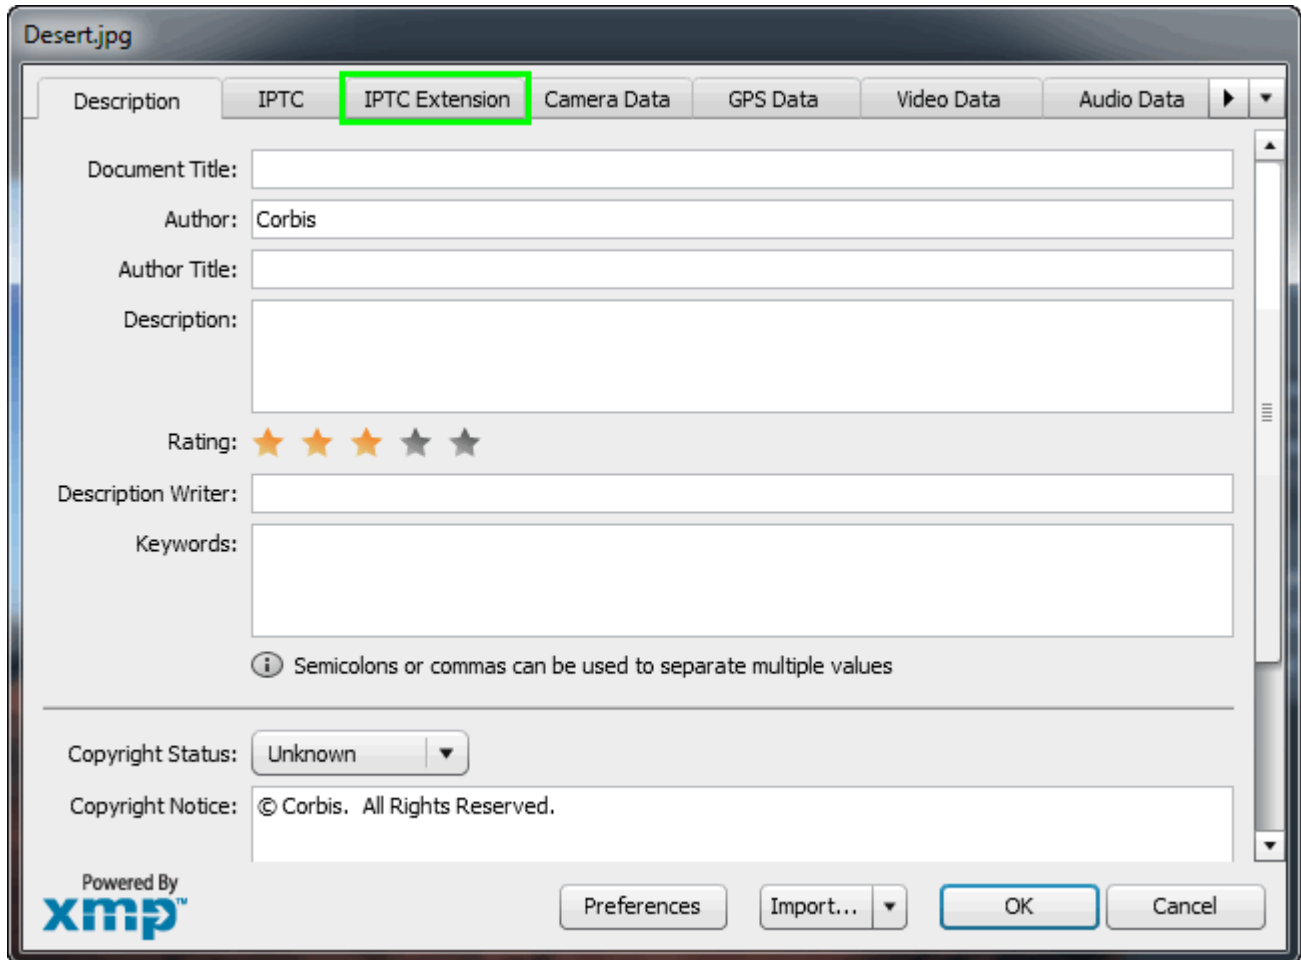 Desert.jpg
Description IPTC IPTC Extension Camera Data GPS Data Video Data Audio Data
Document Title:
Author: Corbis
Author Title:
Description:
Rating:
Description Writer:
Keywords:
Semicolons or commas can be used to separate multiple values
Copyright Status: Unknown
Copyright Notice: © Corbis.  All Rights Reserved.
Powered By
xmp™
Preferences Import... OK Cancel